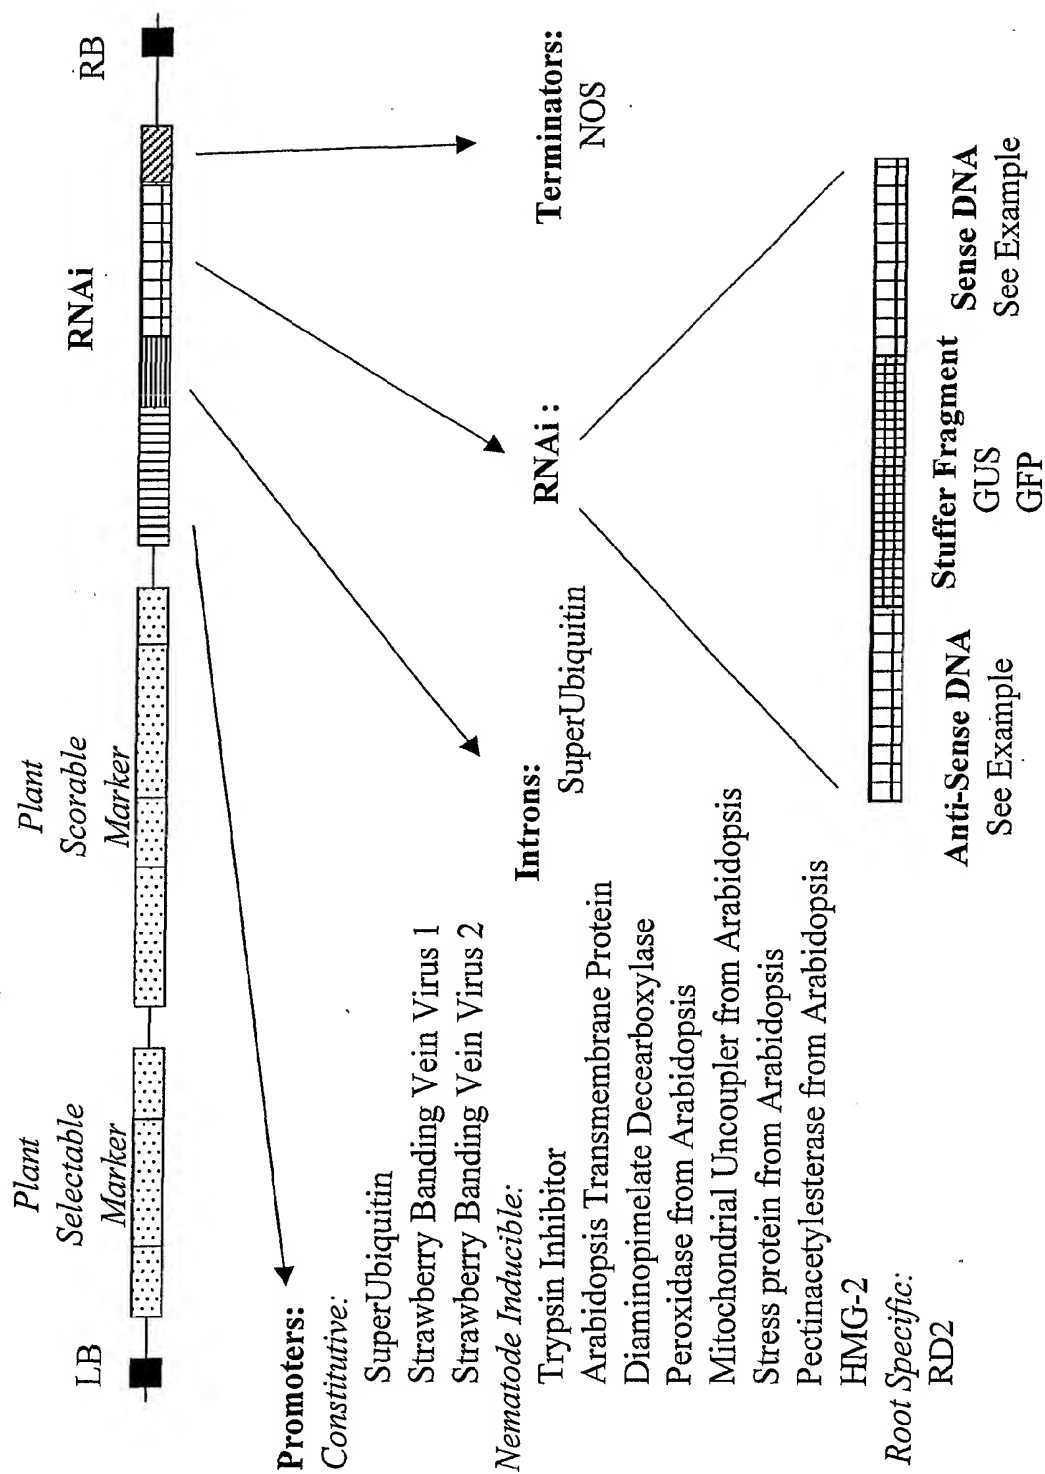 LB
Plant
Selectable
Marker
Plant
Scorable
Marker
RNAi
RB
Promoters:
Constitutive:
SuperUbiquitin
Strawberry Banding Vein Virus 1
Strawberry Banding Vein Virus 2
Nematode Inducible:
Trypsin Inhibitor
Arabidopsis Transmembrane Protein
Diaminopimelate Decearboxylase
Peroxidase from Arabidopsis
Mitochondrial Uncoupler from Arabidopsis
Stress protein from Arabidopsis
Pectinacetylesterase from Arabidopsis
HMG-2
Root Specific:
RD2
Introns:
SuperUbiquitin
RNAi :
Terminators:
NOS
Anti-Sense DNA
See Example
Stuffer Fragment
GUS
GFP
Sense DNA
See Example